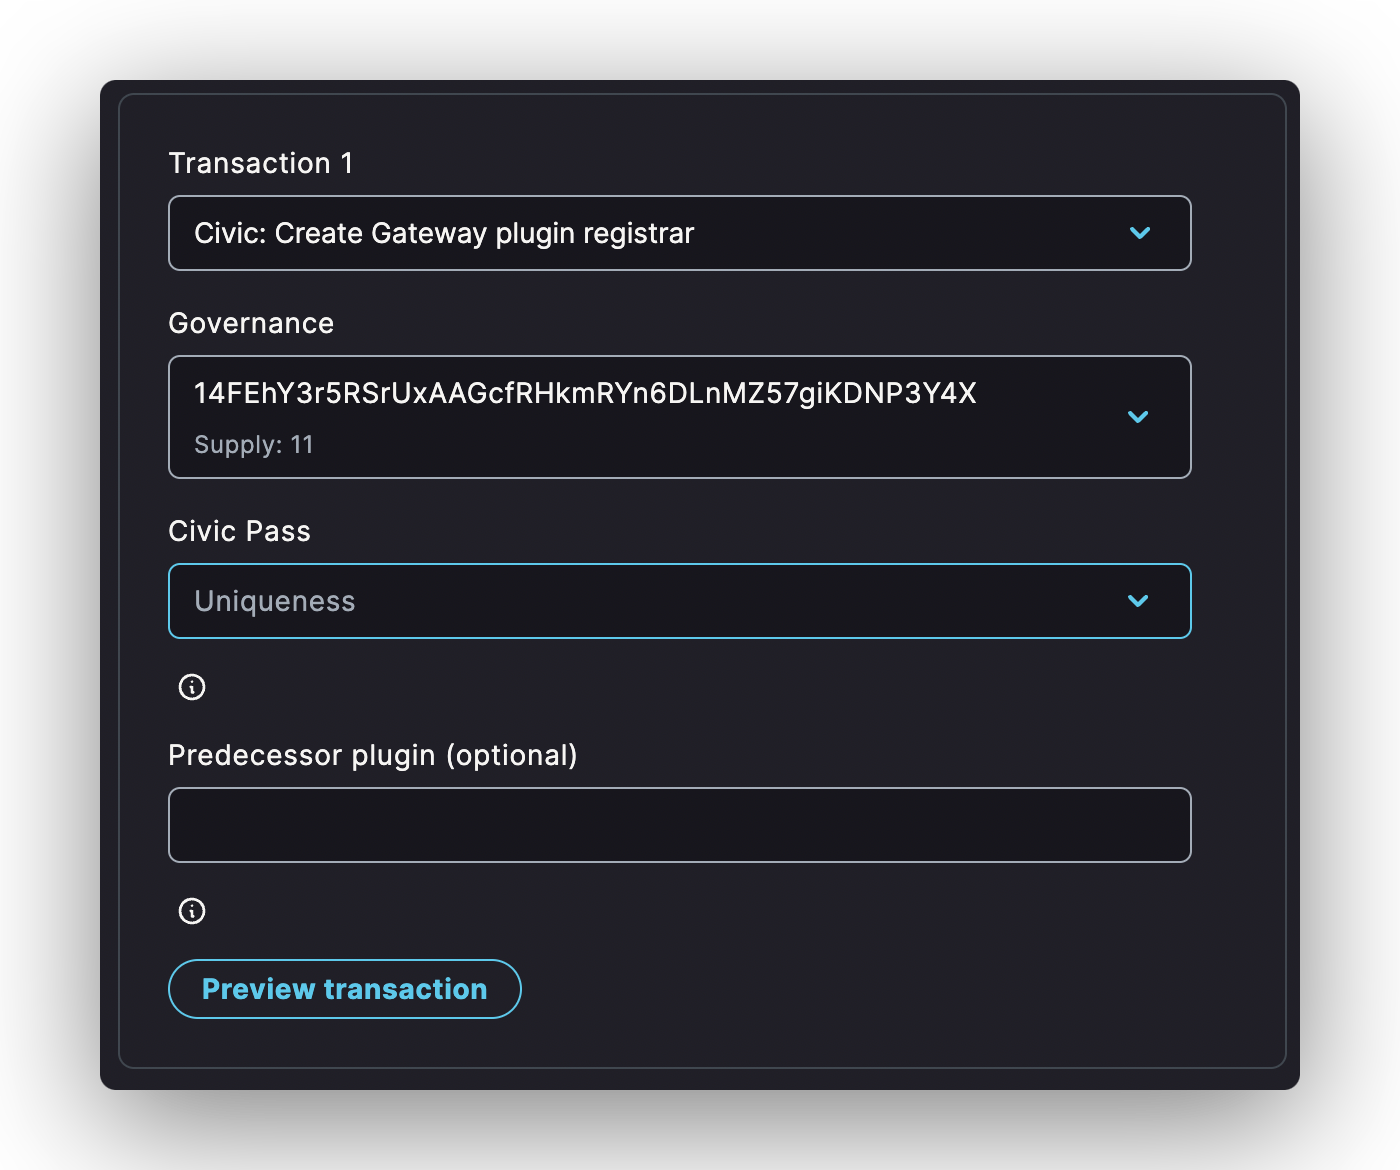 Transaction 1
Civic: Create Gateway plugin registrar
Governance
14FEhY3r5RSrUxAAGcfRHkmRYn6DLnMZ57giKDNP3Y4X
Supply: 11
Civic Pass
Uniqueness
Predecessor plugin (optional)
Preview transaction